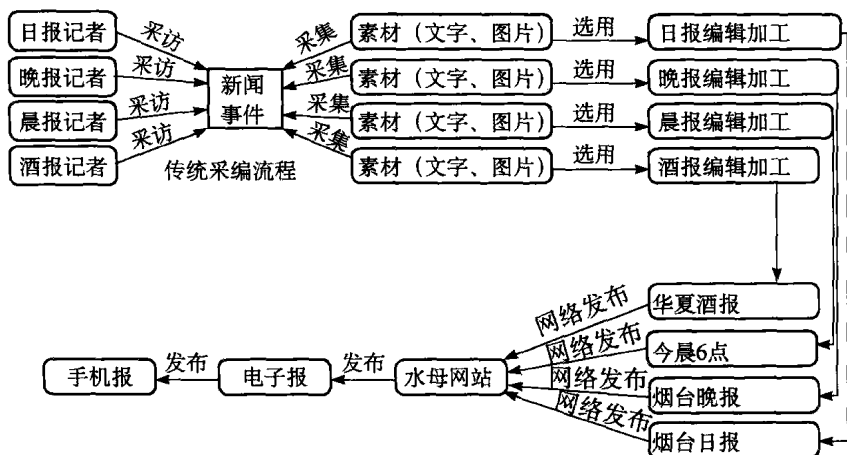 日报记者 采访 采集 素材（文字、图片） 选用 日报编辑加工
晚报记者 采访 新闻 采集 素材（文字、图片） 选用 晚报编辑加工
晨报记者 采访 事件 采集 素材（文字、图片） 选用 晨报编辑加工
酒报记者 采访 采集 素材（文字、图片） 选用 酒报编辑加工
传统采编流程
网络发布 华夏酒报
网络发布 今晨6点
手机报 发布 电子报 发布 水母网站 网络发布 烟台晚报
网络发布 烟台日报